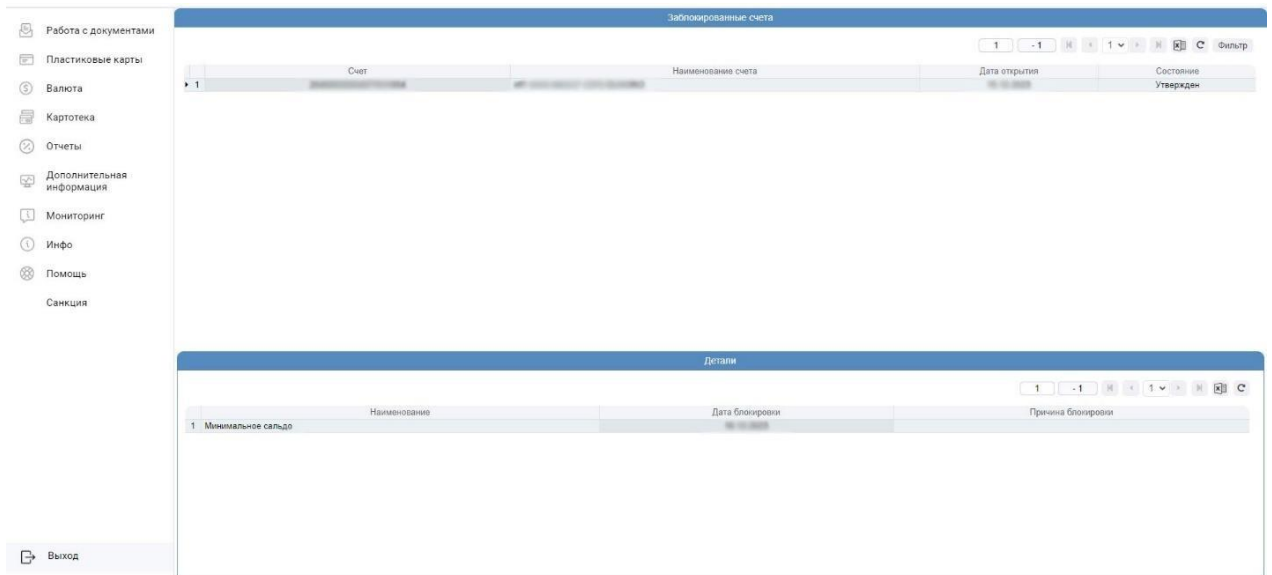 Работа с документами
Пластиковые карты
Валюта
Картотека
Отчеты
Дополнительная
информация
Мониторинг
Инфо
Помощь
Санкция
Выход
Заблокированные счета
1 - 1 1 Фильтр
Счет Наименование счета Дата открытия Состояние
1 Утвержден
Детали
1 - 1 1
Наименование Дата блокировки Причина блокировки
1 Минимальное сальдо